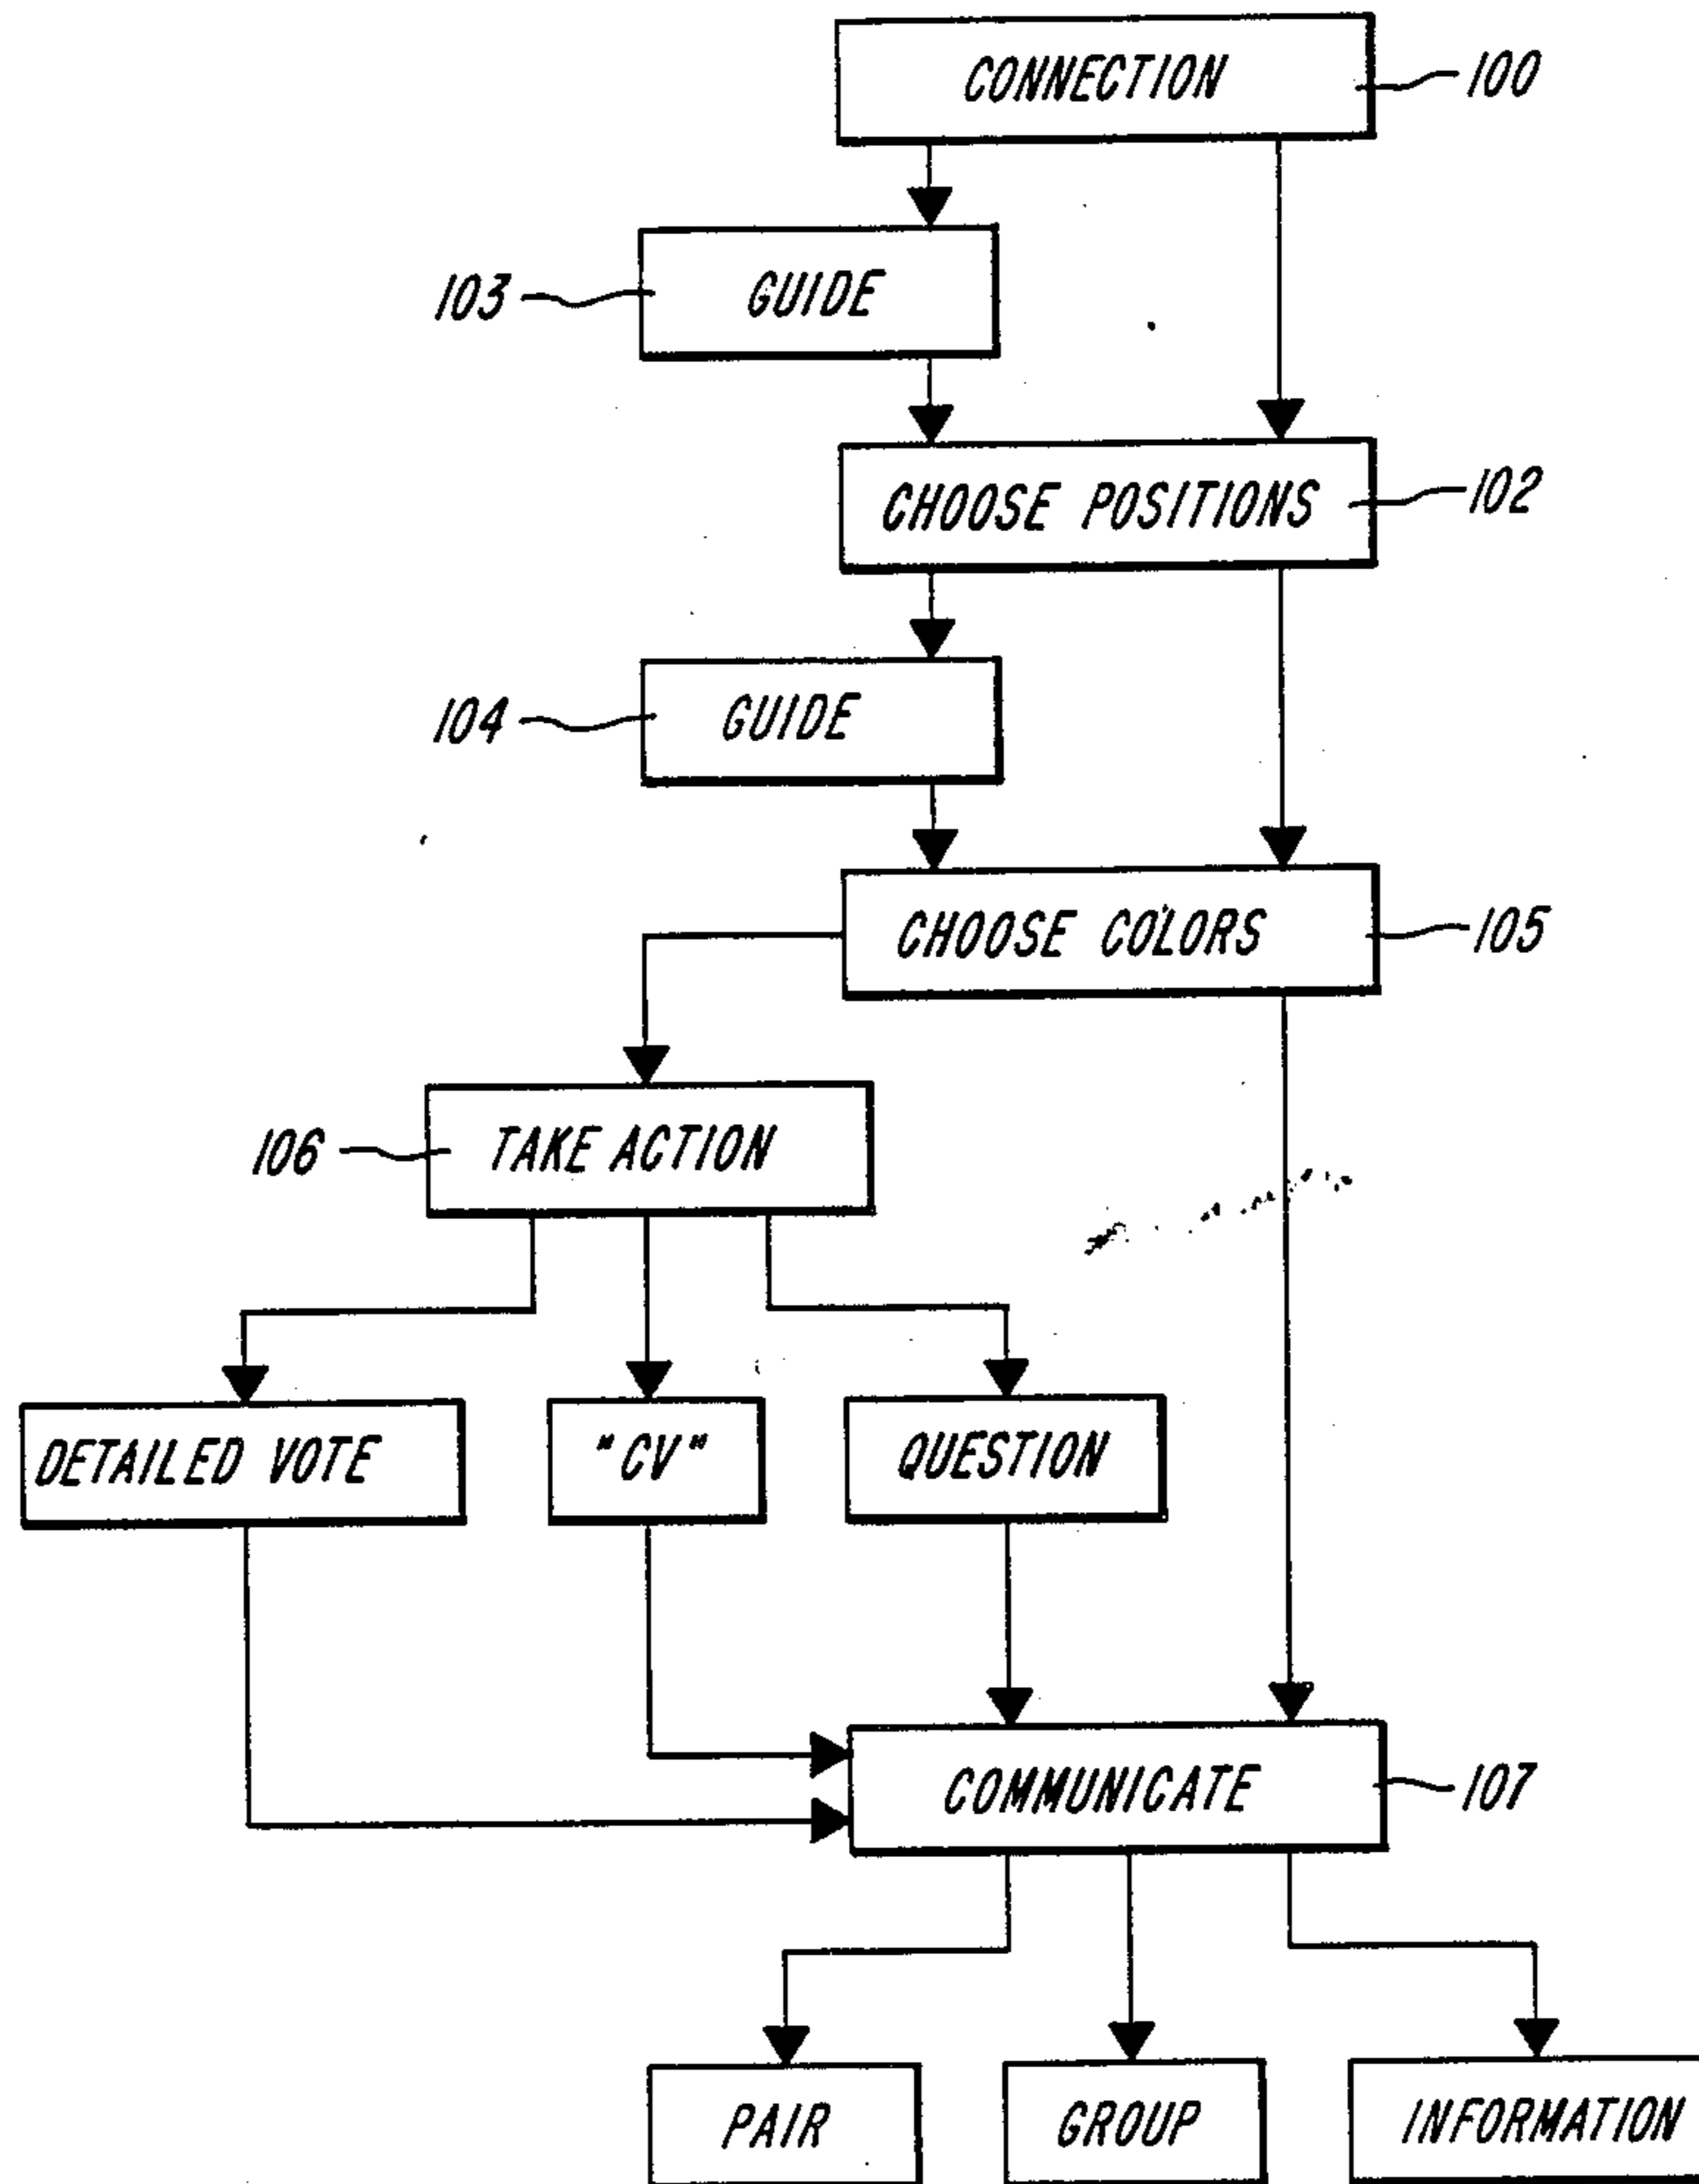 CONNECTION
100
103
GUIDE
CHOOSE POSITIONS
102
104
GUIDE
CHOOSE COLORS
105
106
TAKE ACTION
DETAILED VOTE
"CV"
QUESTION
COMMUNICATE
107
PAIR
GROUP
INFORMATION